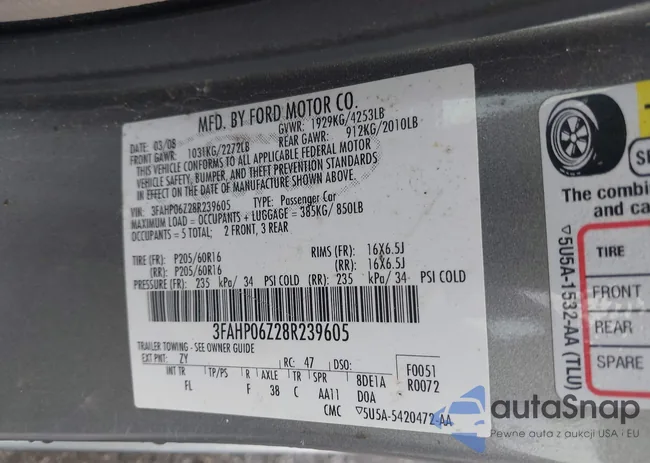 MFD. BY FORD MOTOR CO.
DATE: 03/08 GVWR: 1929KG/4253LB
FRONT GAWR: 1031KG/2272LB REAR GAWR: 912KG/2010LB
THIS VEHICLE CONFORMS TO ALL APPLICABLE FEDERAL MOTOR
VEHICLE SAFETY, BUMPER, AND THEFT PREVENTION STANDARDS
IN EFFECT ON THE DATE OF MANUFACTURE SHOWN ABOVE.
VIN: 3FAHP06Z28R239605 TYPE: Passenger Car
MAXIMUM LOAD = OCCUPANTS + LUGGAGE = 385KG/850LB
OCCUPANTS = 5 TOTAL: 2 FRONT, 3 REAR
TIRE (FR): P205/60R16 RIMS (FR): 16X6.5J
(RR): P205/60R16 (RR): 16X6.5J
PRESSURE (FR): 235 kPa/ 34 PSI COLD (RR): 235 kPa/ 34 PSI COLD
3FAHP06Z28R239605
TRAILER TOWING - SEE OWNER GUIDE
EXT PNT: ZY RC: 47 DSO: F0051
INT TR TP/PS R AXLE TR SPR 8DE1A R0072
FL F 38 C AA11 DOA
CMC ▽5U5A-5420472-AA
The combin
and ca
TIRE
FRONT
REAR
SPARE
▽5U5A-1532-AA (TLU)
autoSnap
Pewne auto z aukcji USA i EU